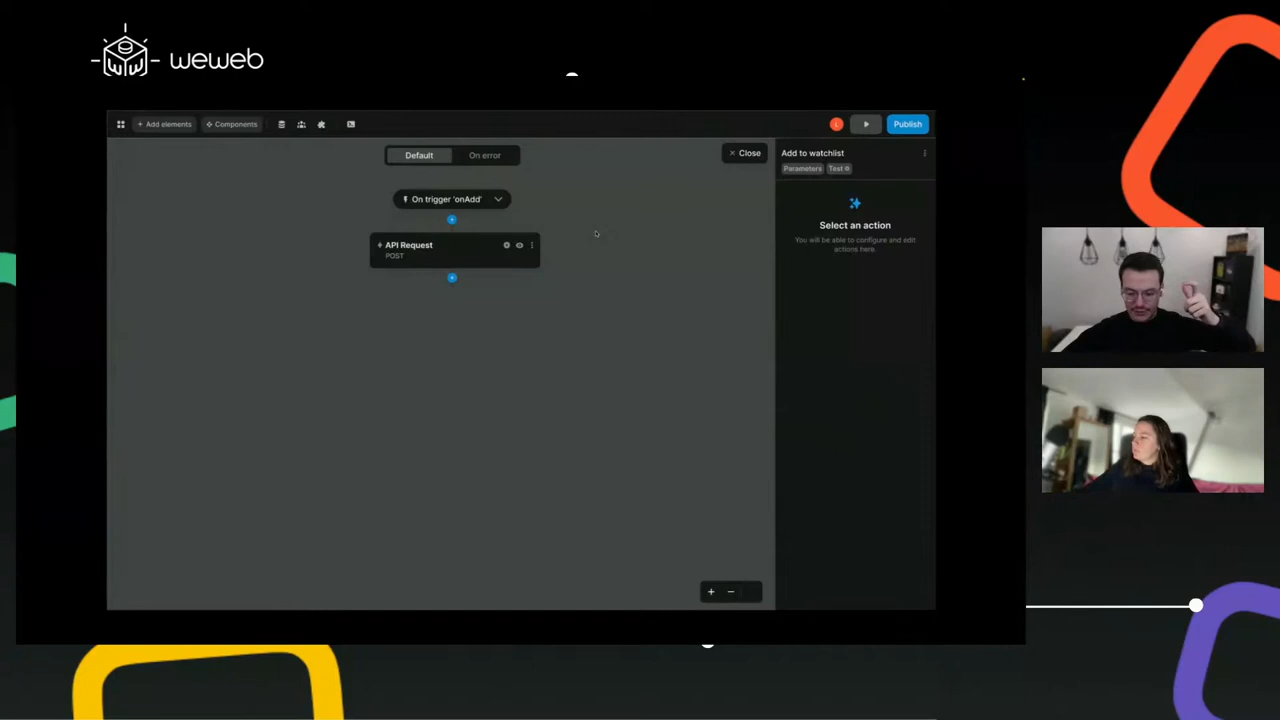 weweb
+ Add elements
Components
L
Publish
Default
On error
× Close
Add to watchlist
Parameters
Test
On trigger 'onAdd'
API Request
POST
Select an action
You will be able to configure and edit
actions here.
+
−